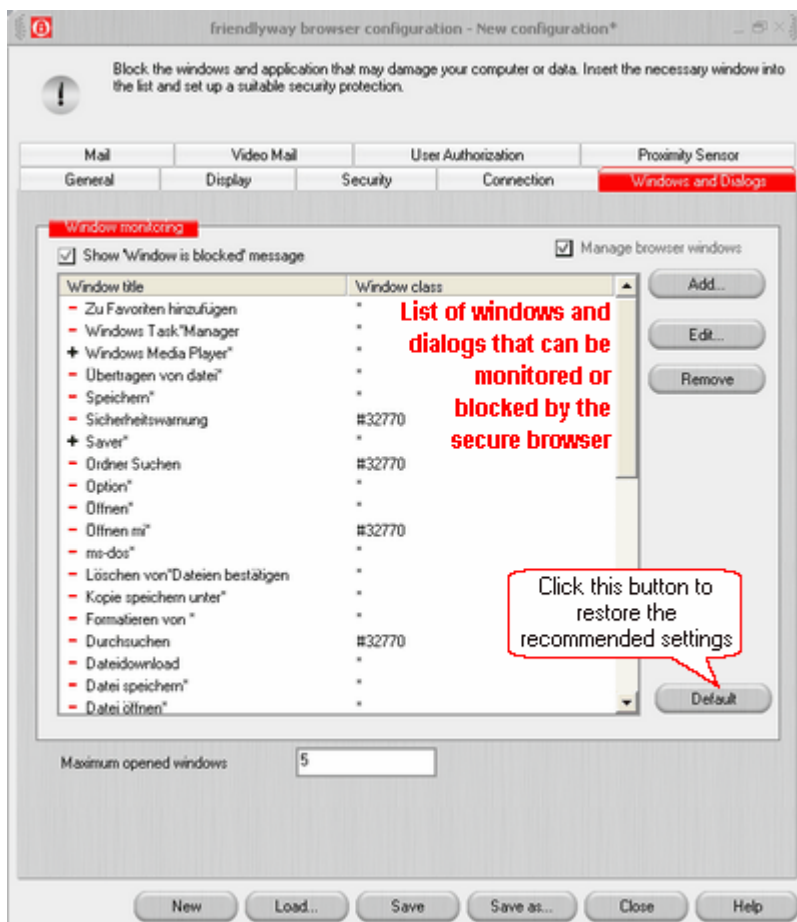 friendlyway browser configuration - New configuration*
Block the windows and application that may damage your computer or data. Insert the necessary window into
the list and set up a suitable security protection.
Mail Video Mail User Authorization Proximity Sensor
General Display Security Connection Windows and Dialogs
Window monitoring
Show 'Window is blocked' message
Manage browser windows
Window title Window class
Zu Favoriten hinzufügen *
Windows Task*Manager *
Windows Media Player* *
Übertragen von datei* *
Speichern* *
Sicherheitswarnung #32770
Saver* *
Ordner Suchen #32770
Option* *
Öffnen* *
Öffnen mi* #32770
ms-dos* *
Löschen von*Dateien bestätigen *
Kopie speichern unter* *
Formatieren von * *
Durchsuchen #32770
Dateidownload *
Datei speichern* *
Datei öffnen* *
List of windows and
dialogs that can be
monitored or
blocked by the
secure browser
Add...
Edit...
Remove
Click this button to
restore the
recommended settings
Default
Maximum opened windows 5
New Load... Save Save as... Close Help